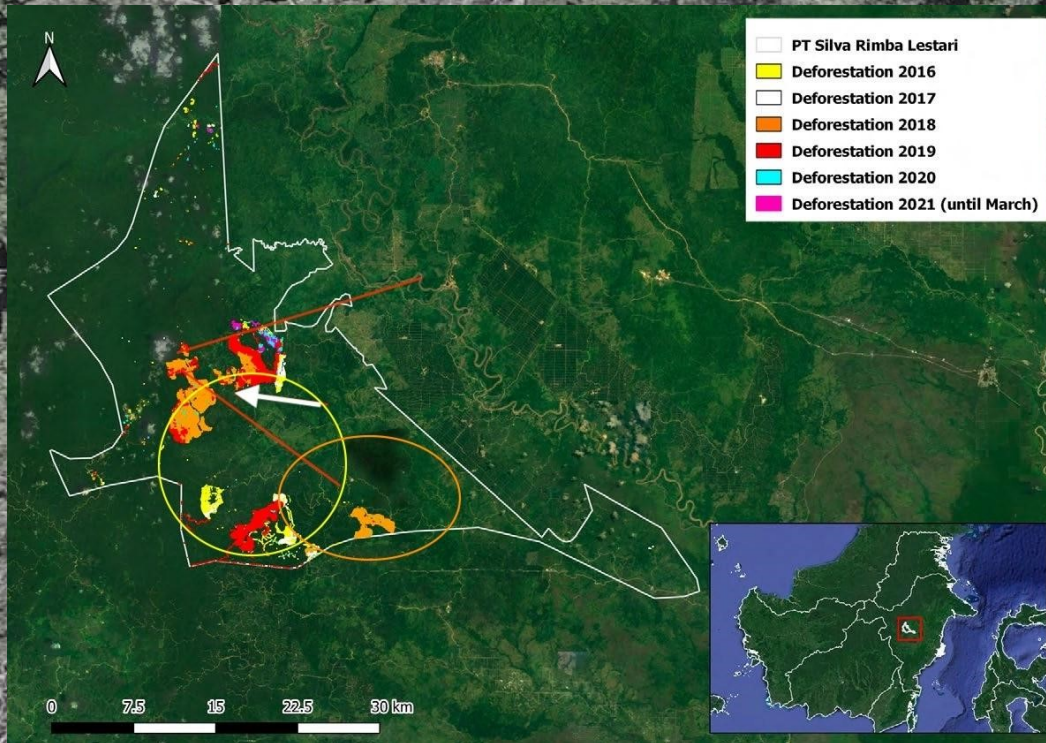 N
PT Silva Rimba Lestari
Deforestation 2016
Deforestation 2017
Deforestation 2018
Deforestation 2019
Deforestation 2020
Deforestation 2021 (until March)
0 7.5 15 22.5 30 km